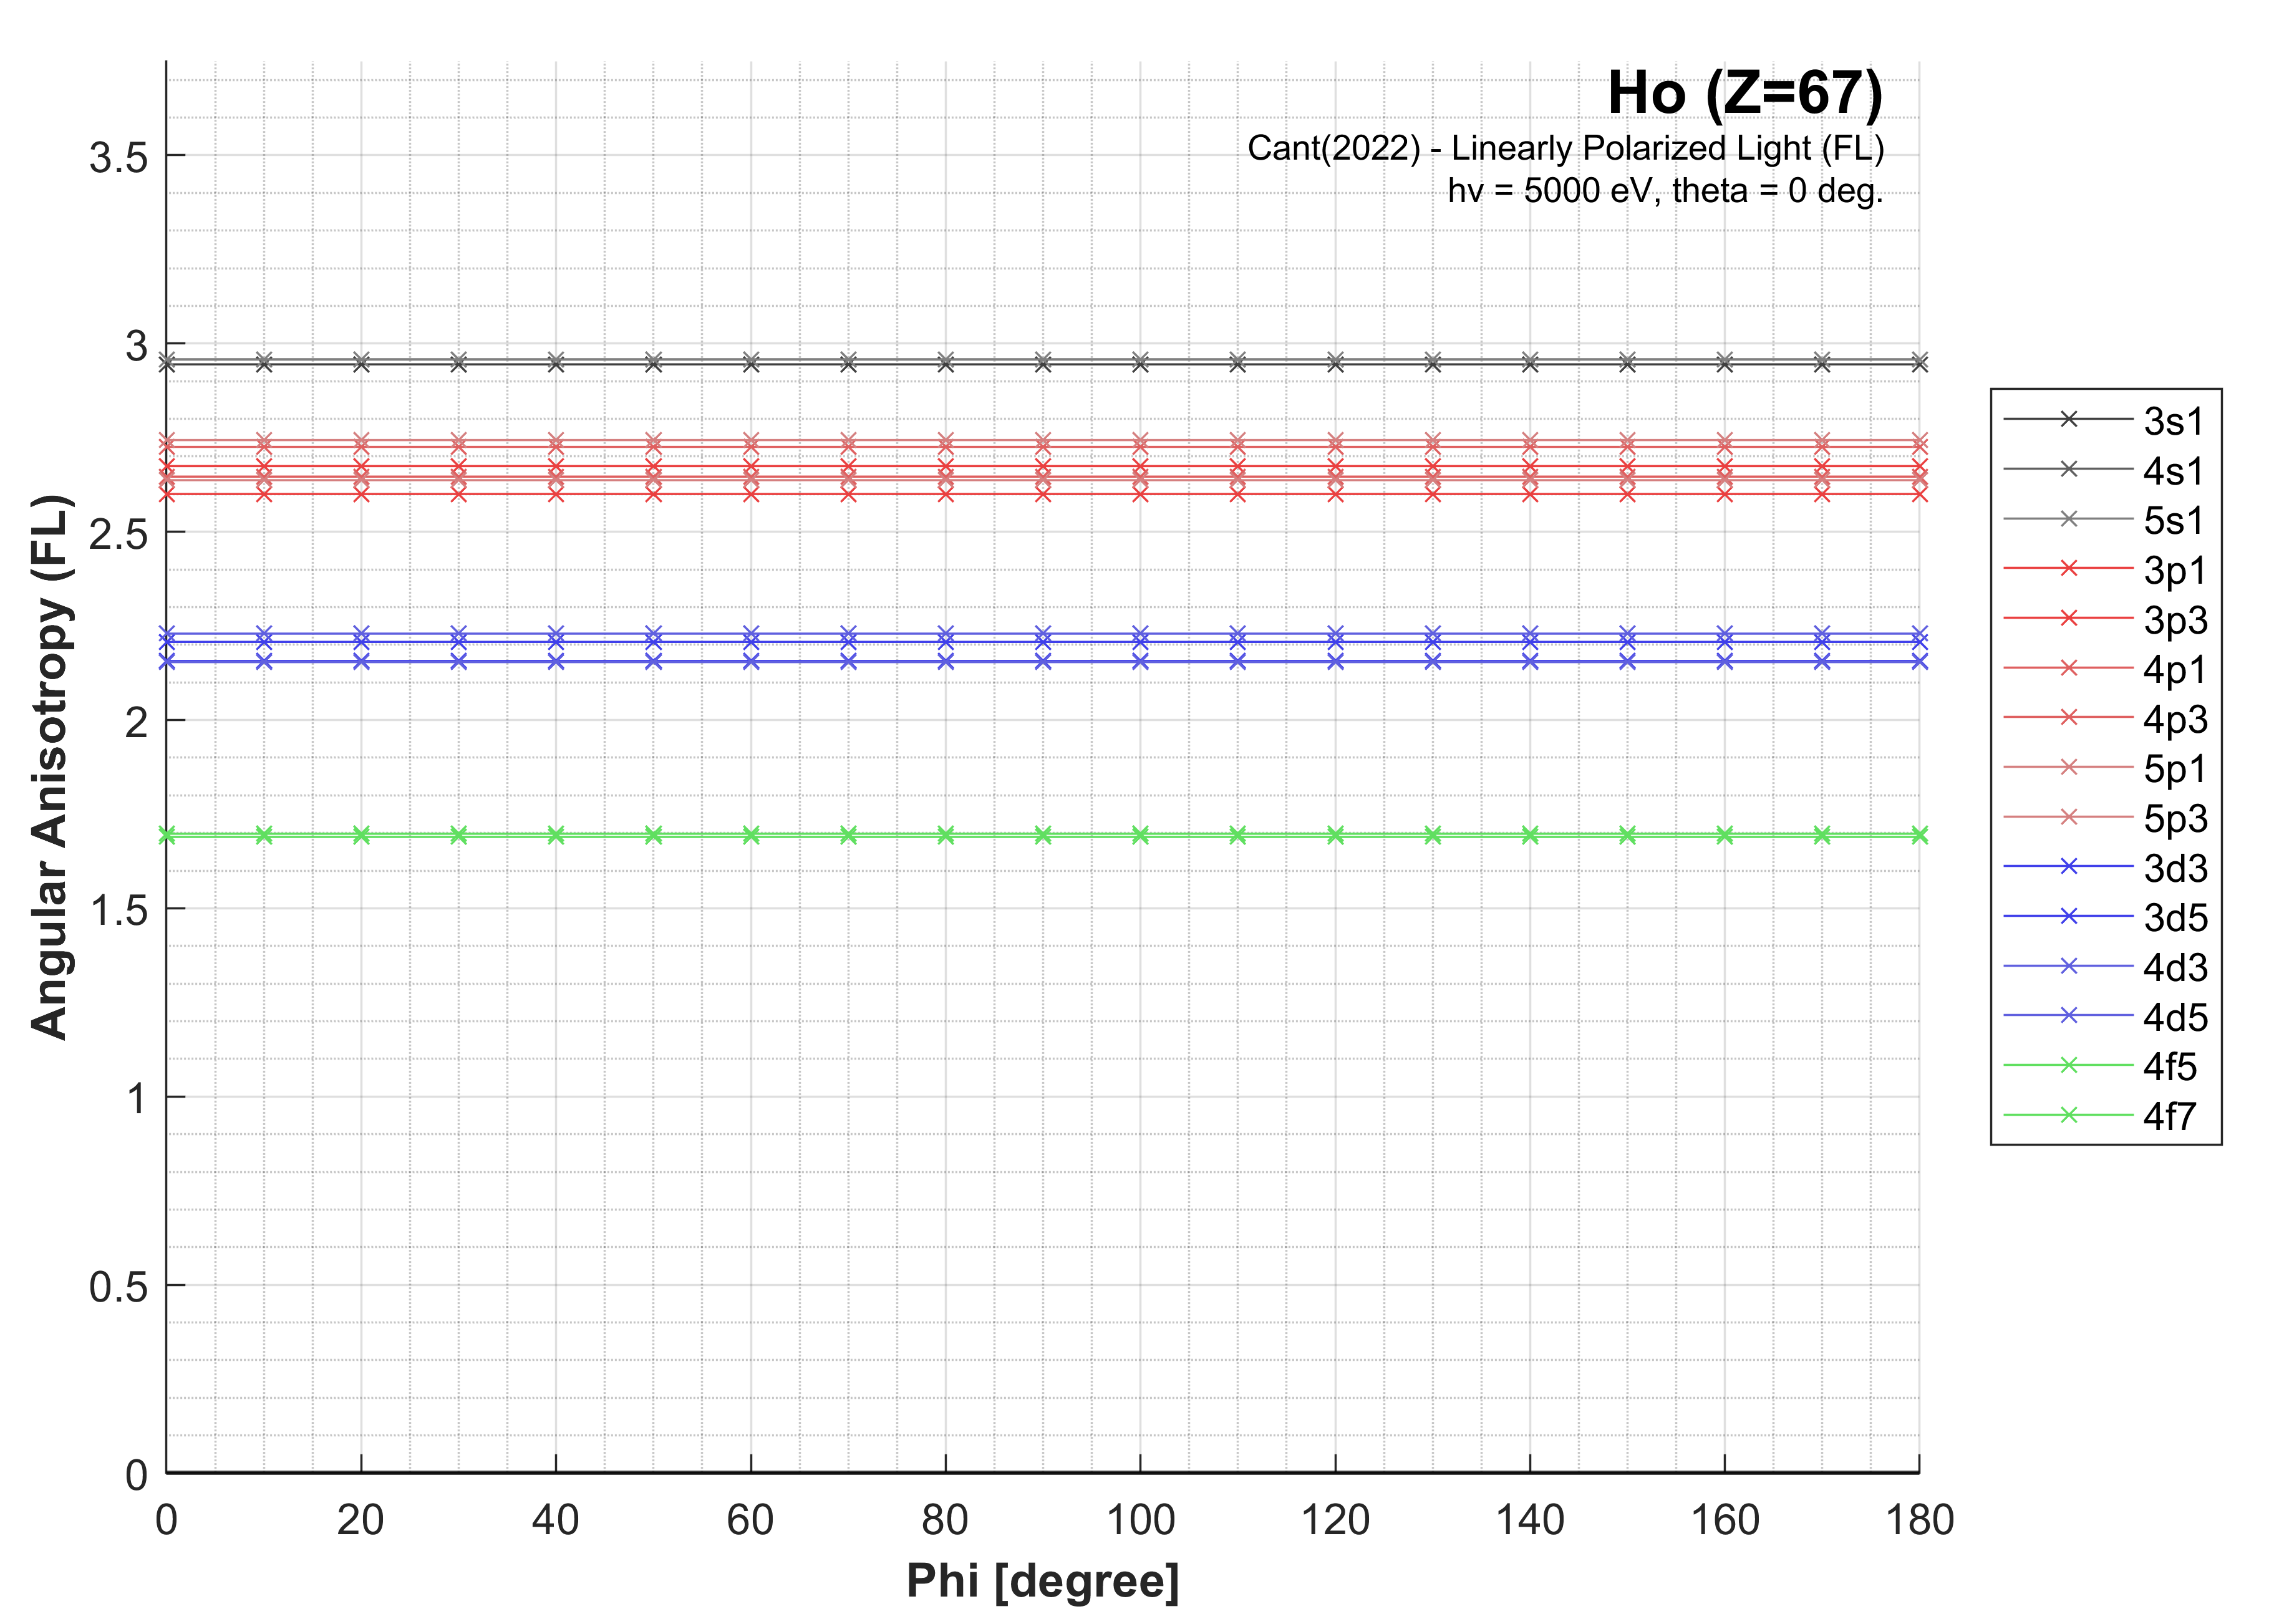 Ho (Z=67)
Cant(2022) - Linearly Polarized Light (FL)
hv = 5000 eV, theta = 0 deg.
Angular Anisotropy (FL)
3.5
3
2.5
2
1.5
1
0.5
0
0 20 40 60 80 100 120 140 160 180
Phi [degree]
3s1
4s1
5s1
3p1
3p3
4p1
4p3
5p1
5p3
3d3
3d5
4d3
4d5
4f5
4f7